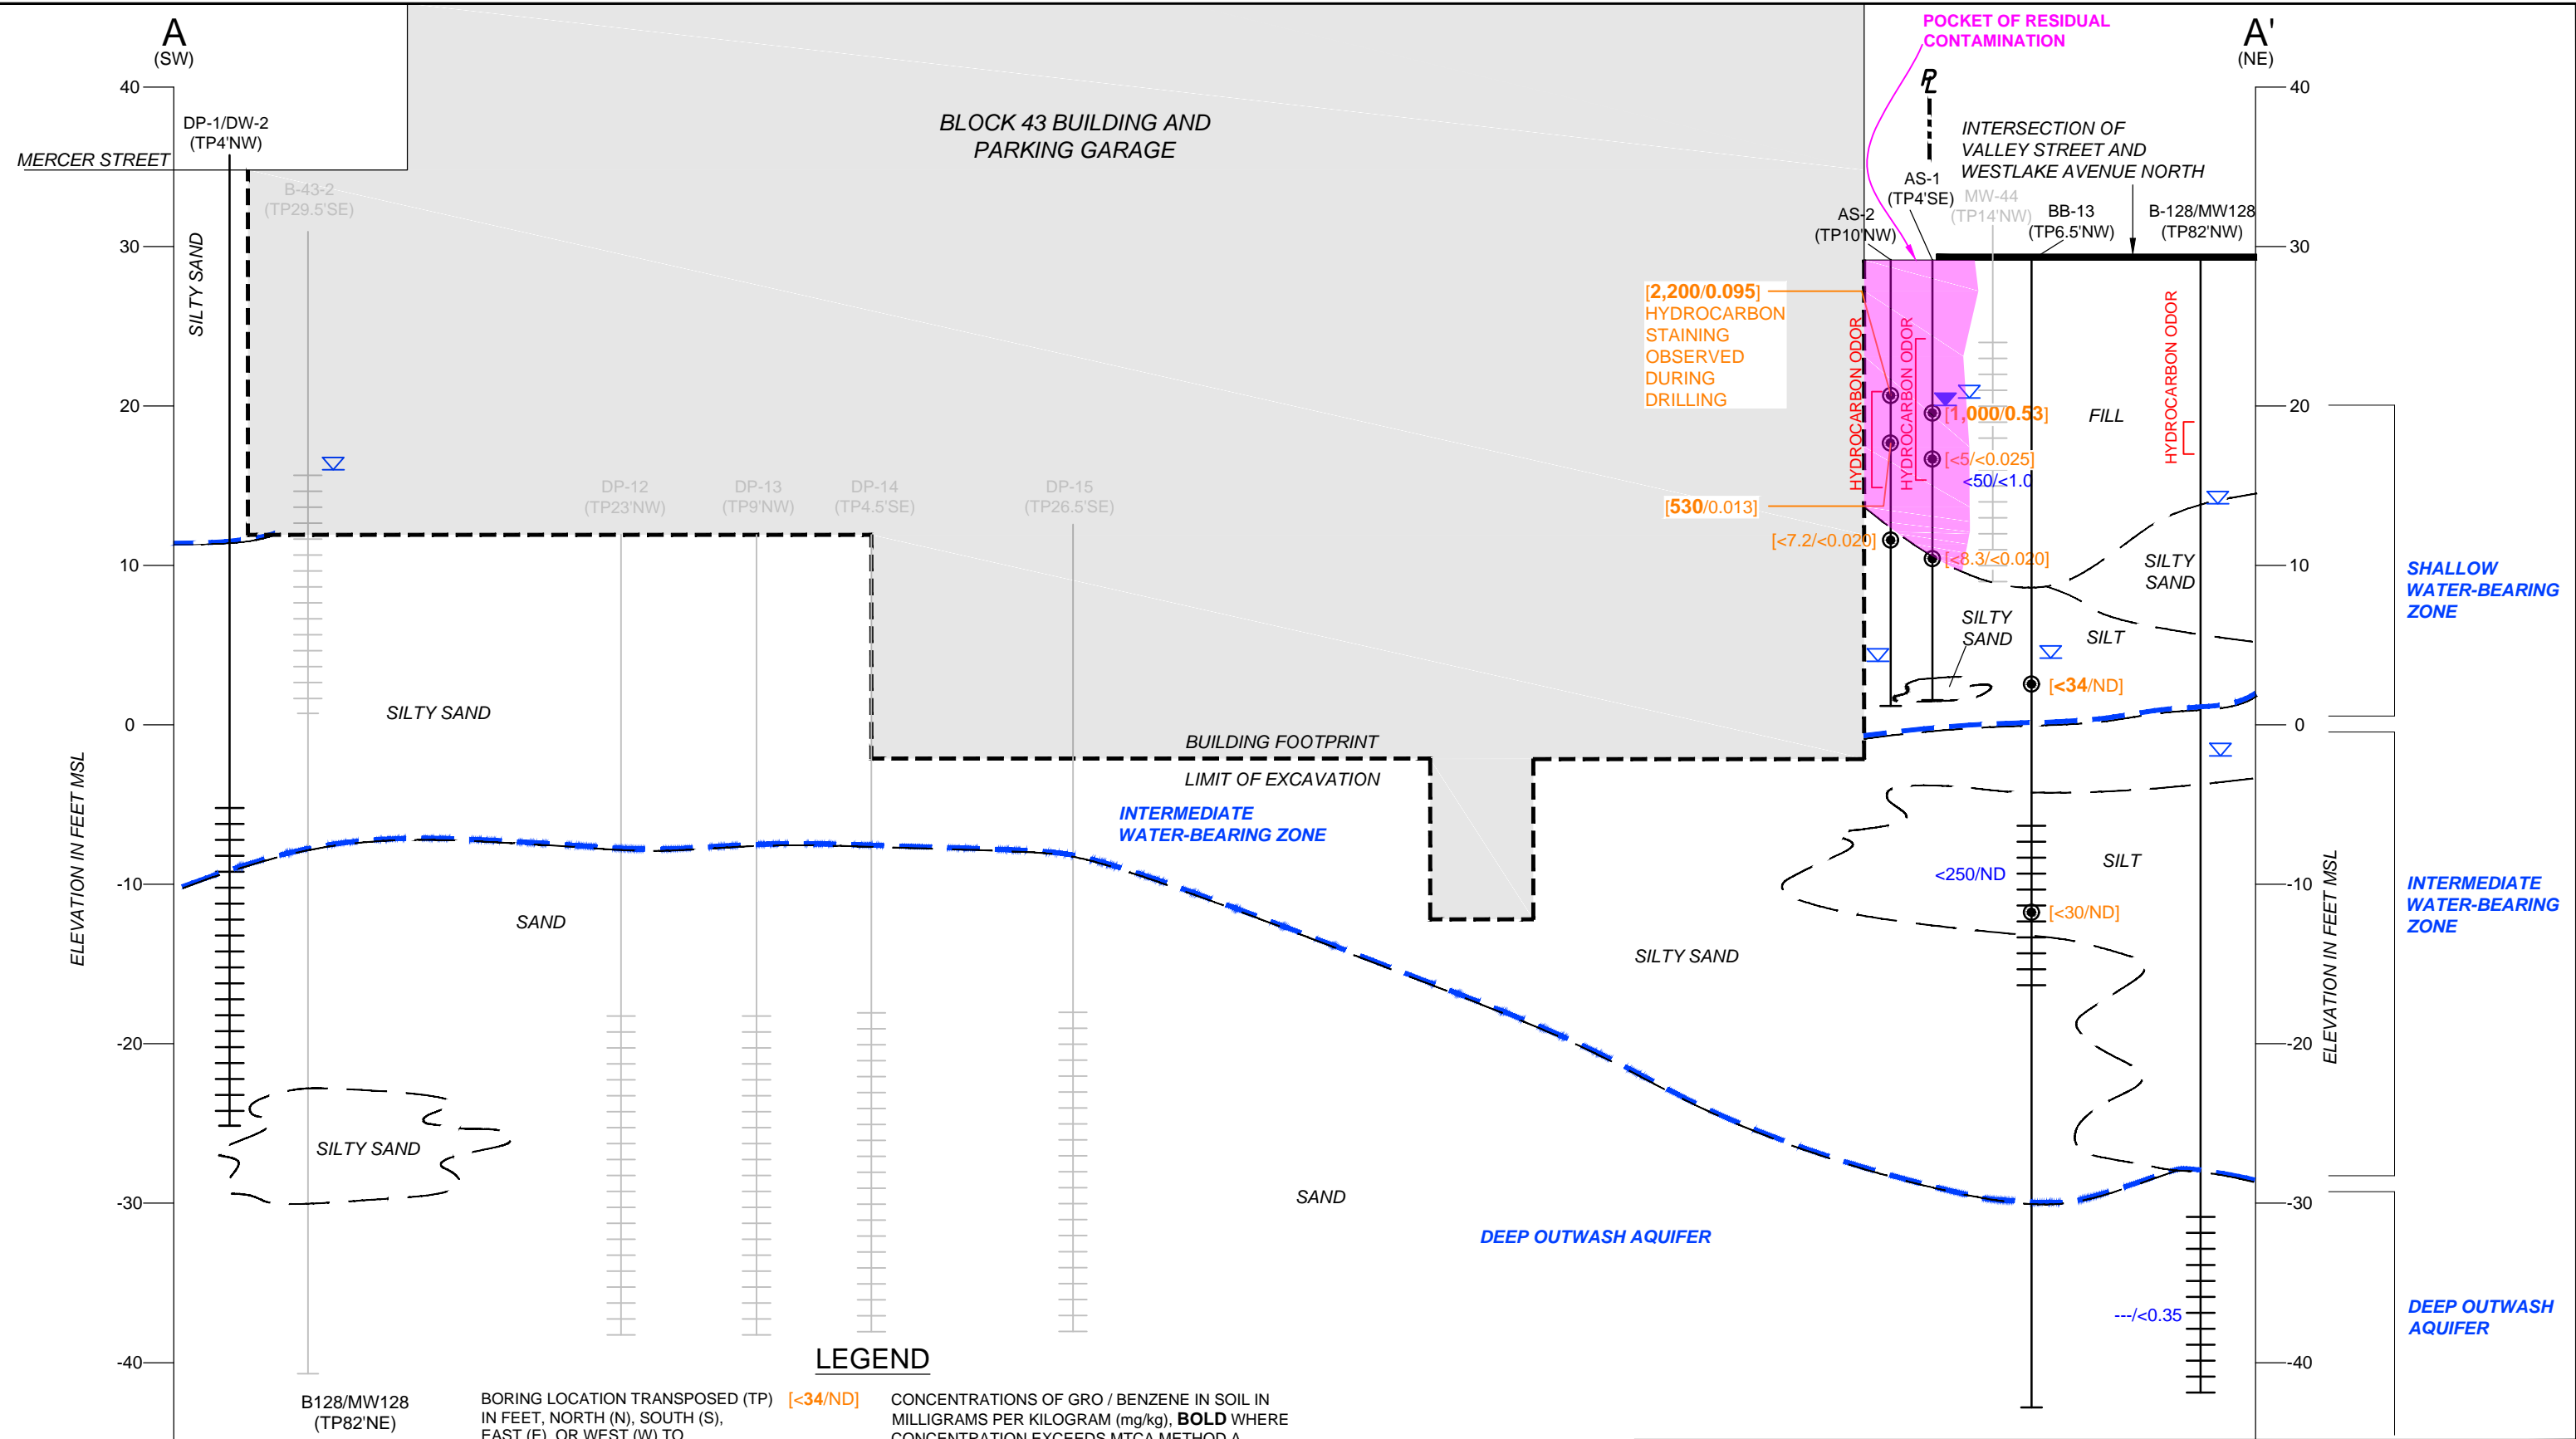 A
(SW)
A'
(NE)
POCKET OF RESIDUAL
CONTAMINATION
PL
40
40
BLOCK 43 BUILDING AND
PARKING GARAGE
DP-1/DW-2
(TP4'NW)
MERCER STREET
INTERSECTION OF
VALLEY STREET AND
WESTLAKE AVENUE NORTH
B-43-2
(TP29.5'SE)
AS-1
(TP4'SE)
MW-44
(TP14'NW)
AS-2
(TP10'NW)
BB-13
(TP6.5'NW)
B-128/MW128
(TP82'NW)
30
30
SILTY SAND
[2,200/0.095]
HYDROCARBON
STAINING
OBSERVED
DURING
DRILLING
HYDROCARBON ODOR
HYDROCARBON ODOR
HYDROCARBON ODOR
20
20
[1,000/0.53]
FILL
[<5/<0.025]
<50/<1.0
DP-12
(TP23'NW)
DP-13
(TP9'NW)
DP-14
(TP4.5'SE)
DP-15
(TP26.5'SE)
[530/0.013]
[<7.2/<0.020]
[<8.3/<0.020]
10
10
SILTY
SAND
SHALLOW
WATER-BEARING
ZONE
SILTY
SAND
SILT
[<34/ND]
SILTY SAND
0
0
BUILDING FOOTPRINT
LIMIT OF EXCAVATION
INTERMEDIATE
WATER-BEARING ZONE
ELEVATION IN FEET MSL
SILT
<250/ND
-10
-10
ELEVATION IN FEET MSL
INTERMEDIATE
WATER-BEARING
ZONE
[<30/ND]
SAND
SILTY SAND
-20
-20
SILTY SAND
SAND
-30
-30
DEEP OUTWASH AQUIFER
---/<0.35
DEEP OUTWASH
AQUIFER
-40
-40
LEGEND
B128/MW128
(TP82'NE)
BORING LOCATION TRANSPOSED (TP)
IN FEET, NORTH (N), SOUTH (S),
EAST (E), OR WEST (W) TO
[<34/ND]
CONCENTRATIONS OF GRO / BENZENE IN SOIL IN
MILLIGRAMS PER KILOGRAM (mg/kg), BOLD WHERE
CONCENTRATION EXCEEDS MTCA METHOD A